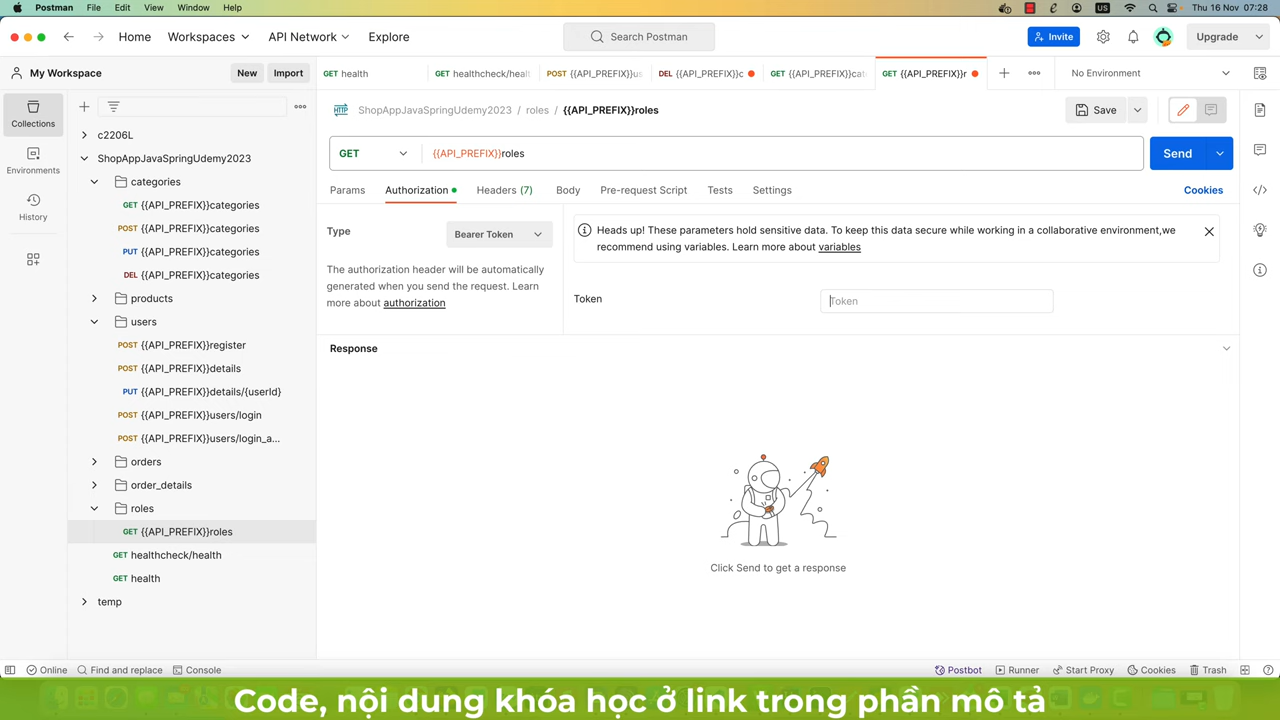 Postman File Edit View Window Help
US Thu 16 Nov 07:28
Home Workspaces API Network Explore
Search Postman
Invite Upgrade
My Workspace
New Import
GET health
GET healthcheck/healt
POST {{API_PREFIX}}us
DEL {{API_PREFIX}}c
GET {{API_PREFIX}}cat
GET {{API_PREFIX}}r
No Environment
Collections
Environments
History
c2206L
ShopAppJavaSpringUdemy2023
categories
GET {{API_PREFIX}}categories
POST {{API_PREFIX}}categories
PUT {{API_PREFIX}}categories
DEL {{API_PREFIX}}categories
products
users
POST {{API_PREFIX}}register
POST {{API_PREFIX}}details
PUT {{API_PREFIX}}details/{userId}
POST {{API_PREFIX}}users/login
POST {{API_PREFIX}}users/login_a...
orders
order_details
roles
GET {{API_PREFIX}}roles
GET healthcheck/health
GET health
temp
HTTP ShopAppJavaSpringUdemy2023 / roles / {{API_PREFIX}}roles
Save
GET {{API_PREFIX}}roles
Send
Params Authorization Headers (7) Body Pre-request Script Tests Settings
Cookies
Type
Bearer Token
The authorization header will be automatically
generated when you send the request. Learn
more about authorization
Heads up! These parameters hold sensitive data. To keep this data secure while working in a collaborative environment,we
recommend using variables. Learn more about variables
Token
Token
Response
Click Send to get a response
Online Find and replace Console
Postbot Runner Start Proxy Cookies Trash
Code, nội dung khóa học ở link trong phần mô tả